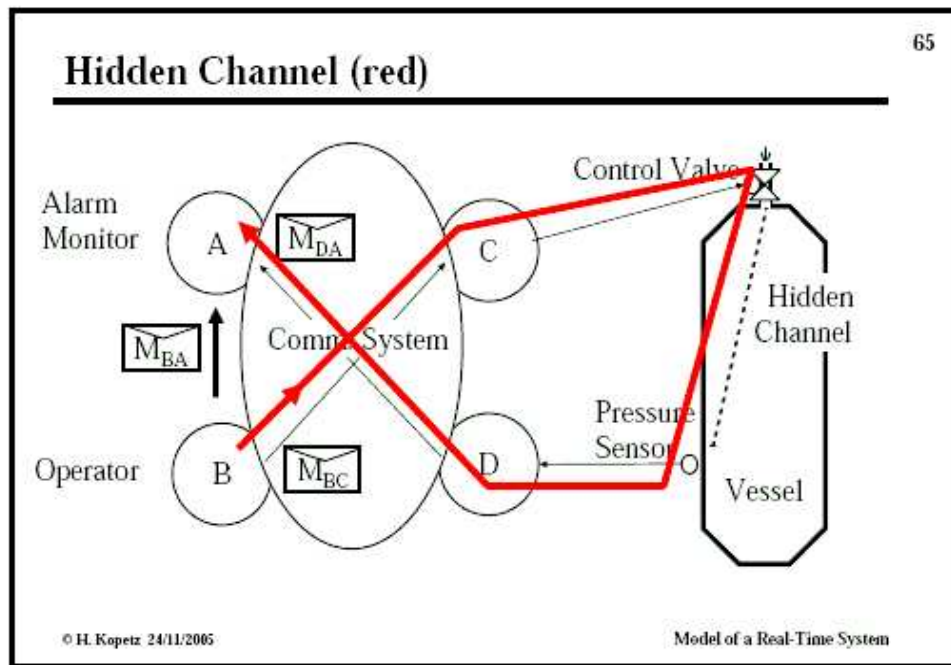 65
Hidden Channel (red)
Control Valve
Alarm
Monitor
A
M_DA
C
Hidden
Channel
Comm. System
M_BA
Pressure
Sensor
Operator
B
M_BC
D
Vessel
© H. Kopetz 24/11/2005
Model of a Real-Time System